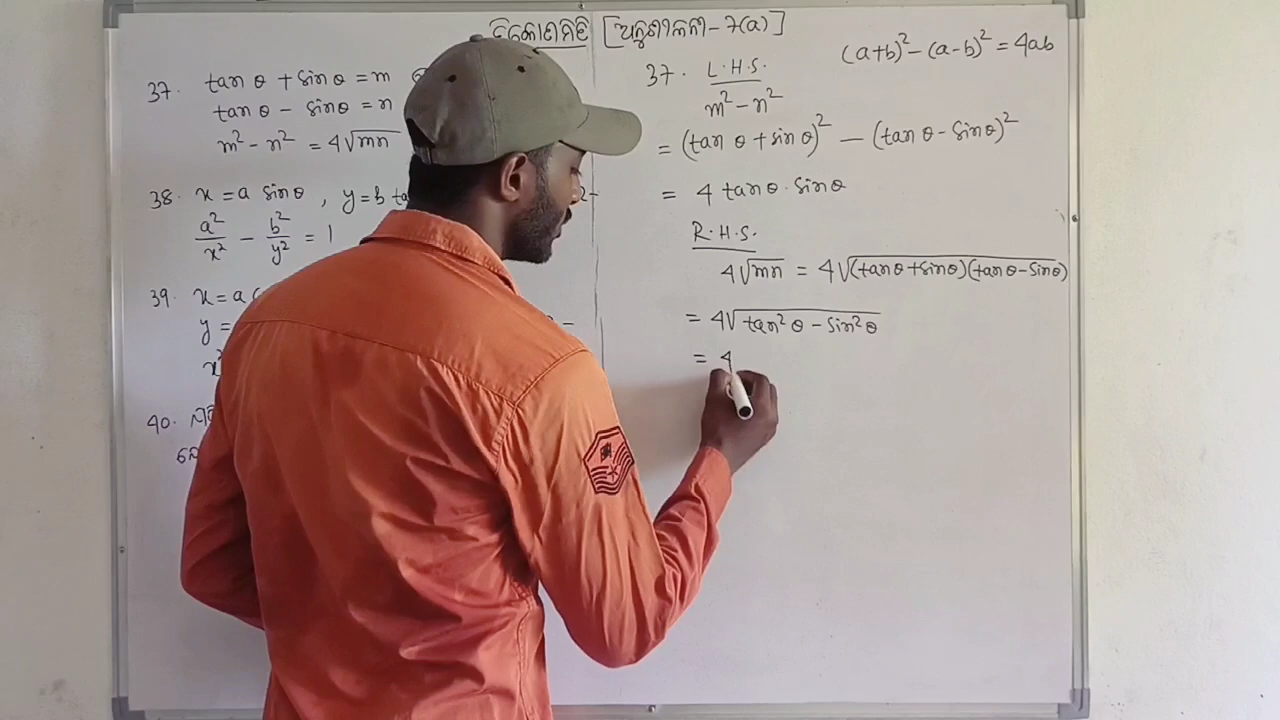 ତ୍ରିକୋଣମିତି [ଅନୁଶୀଳନୀ-7(a)]
37. tan θ + sin θ = m
tan θ - sin θ = n
m² - n² = 4√mn
38. x = a sin θ , y = b
a²/x² - b²/y² = 1
39. x = a
y =
40.
(a+b)² - (a-b)² = 4ab
37. L.H.S.
m² - n²
= (tan θ + sin θ)² - (tan θ - sin θ)²
= 4 tan θ · sin θ
R.H.S.
4√mn = 4√(tan θ + sin θ)(tan θ - sin θ)
= 4√tan² θ - sin² θ
= 4